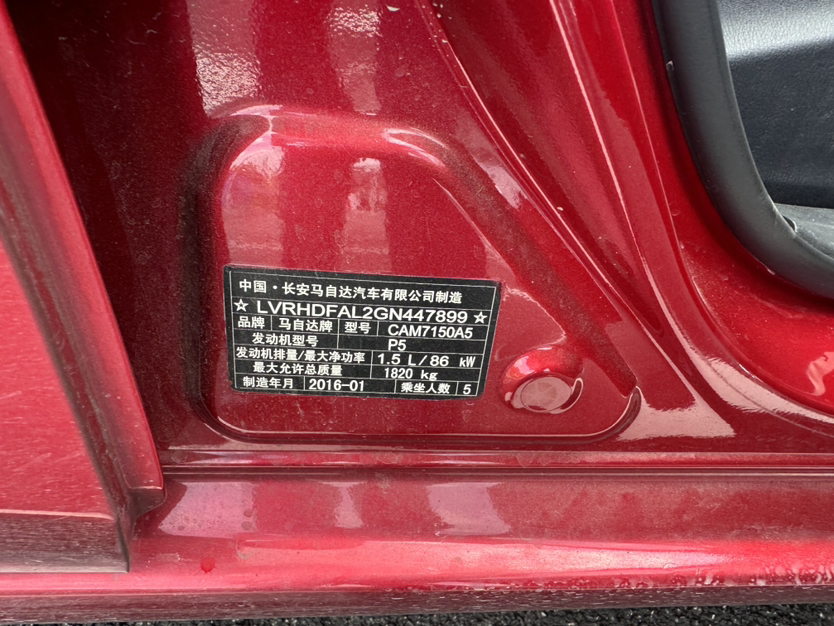 中国·长安马自达汽车有限公司制造
☆LVRHDFAL2GN447899☆
品牌 马自达牌 型号 CAM7150A5
发动机型号 P5
发动机排量/最大净功率 1.5 L/86 kW
最大允许总质量 1820 kg
制造年月 2016-01 乘坐人数 5